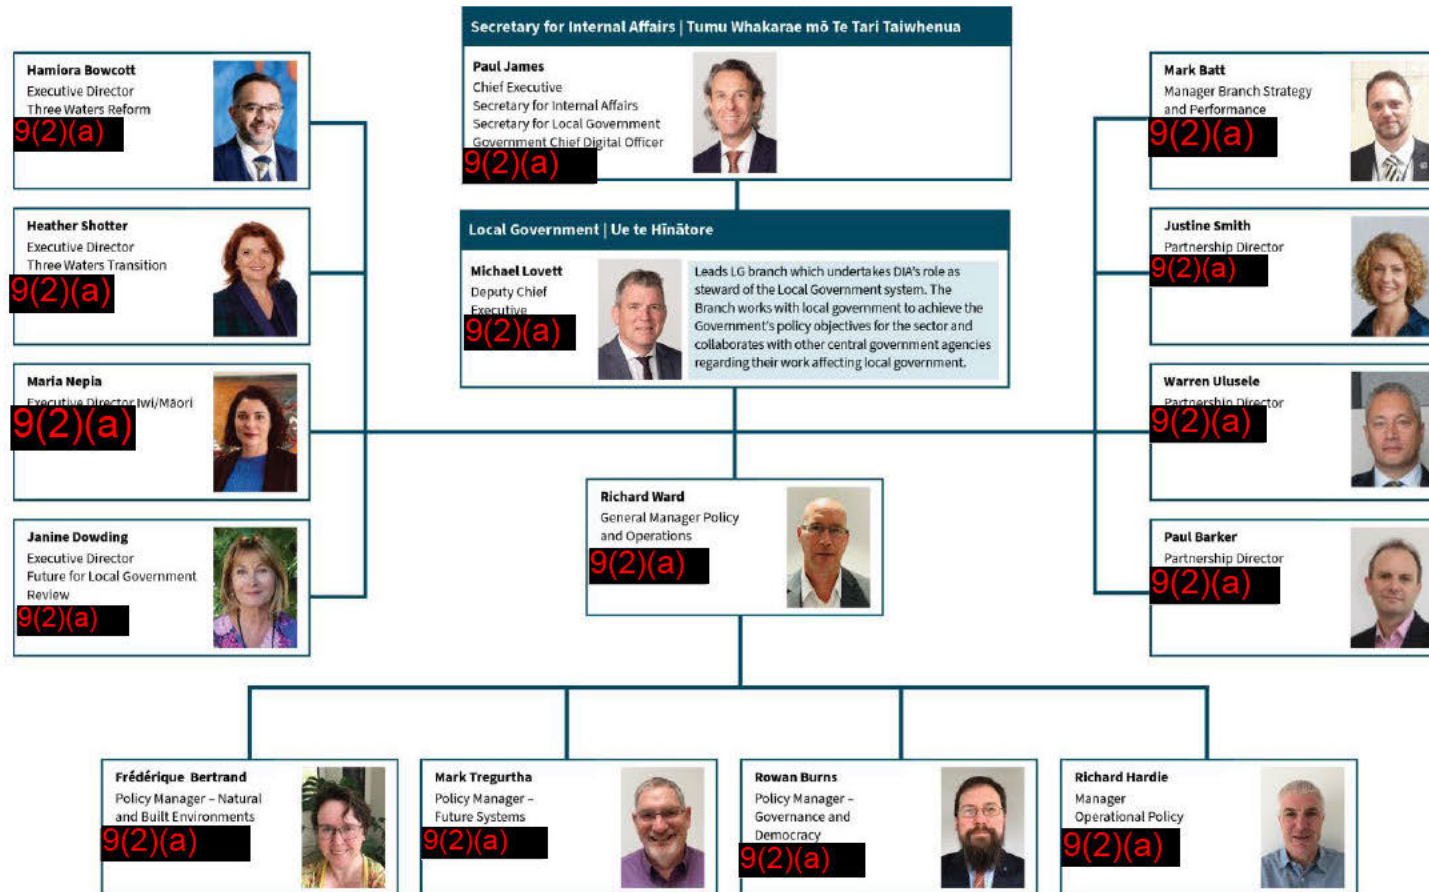 Secretary for Internal Affairs | Tumu Whakarae mō Te Tari Taiwhenua
Paul James
Chief Executive
Secretary for Internal Affairs
Secretary for Local Government
Government Chief Digital Officer
9(2)(a)
Local Government | Ue te Hīnātore
Michael Lovett
Deputy Chief
Executive
9(2)(a)
Leads LG branch which undertakes DIA's role as
steward of the Local Government system. The
Branch works with local government to achieve the
Government's policy objectives for the sector and
collaborates with other central government agencies
regarding their work affecting local government.
Hamiora Bowcott
Executive Director
Three Waters Reform
9(2)(a)
Heather Shotter
Executive Director
Three Waters Transition
9(2)(a)
Maria Nepia
Executive Director Iwi/Māori
9(2)(a)
Janine Dowding
Executive Director
Future for Local Government
Review
9(2)(a)
Mark Batt
Manager Branch Strategy
and Performance
9(2)(a)
Justine Smith
Partnership Director
9(2)(a)
Warren Ulusele
Partnership Director
9(2)(a)
Paul Barker
Partnership Director
9(2)(a)
Richard Ward
General Manager Policy
and Operations
9(2)(a)
Frédérique Bertrand
Policy Manager – Natural
and Built Environments
9(2)(a)
Mark Tregurtha
Policy Manager –
Future Systems
9(2)(a)
Rowan Burns
Policy Manager –
Governance and
Democracy
9(2)(a)
Richard Hardie
Manager
Operational Policy
9(2)(a)